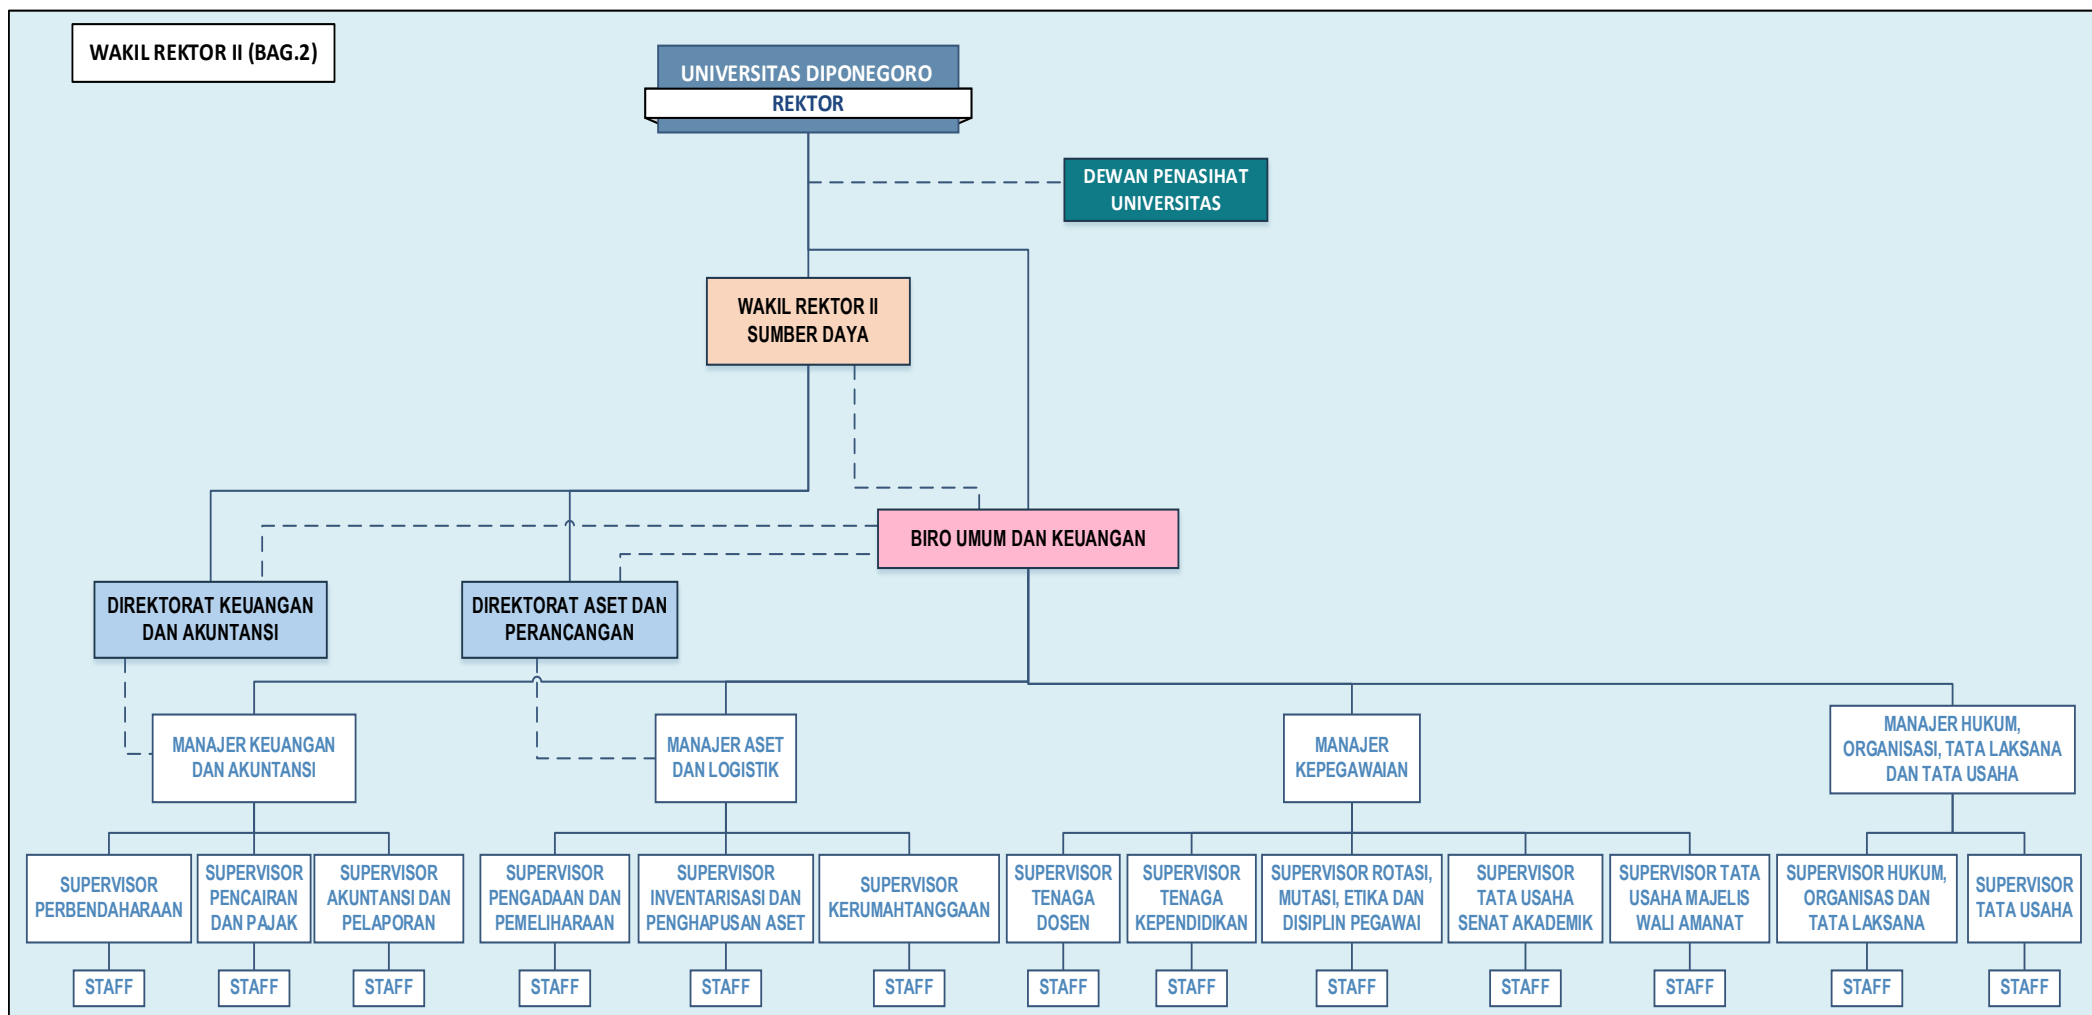 WAKIL REKTOR II (BAG.2)
UNIVERSITAS DIPONEGORO
REKTOR
DEWAN PENASIHAT
UNIVERSITAS
WAKIL REKTOR II
SUMBER DAYA
BIRO UMUM DAN KEUANGAN
DIREKTORAT KEUANGAN
DAN AKUNTANSI
DIREKTORAT ASET DAN
PERANCANGAN
MANAJER KEUANGAN
DAN AKUNTANSI
MANAJER ASET
DAN LOGISTIK
MANAJER
KEPEGAWAIAN
MANAJER HUKUM,
ORGANISASI, TATA LAKSANA
DAN TATA USAHA
SUPERVISOR
PERBENDAHARAAN
SUPERVISOR
PENCAIRAN
DAN PAJAK
SUPERVISOR
AKUNTANSI DAN
PELAPORAN
SUPERVISOR
PENGADAAN DAN
PEMELIHARAAN
SUPERVISOR
INVENTARISASI DAN
PENGHAPUSAN ASET
SUPERVISOR
KERUMAHTANGGAAN
SUPERVISOR
TENAGA
DOSEN
SUPERVISOR
TENAGA
KEPENDIDIKAN
SUPERVISOR ROTASI,
MUTASI, ETIKA DAN
DISIPLIN PEGAWAI
SUPERVISOR
TATA USAHA
SENAT AKADEMIK
SUPERVISOR TATA
USAHA MAJELIS
WALI AMANAT
SUPERVISOR HUKUM,
ORGANISAS DAN
TATA LAKSANA
SUPERVISOR
TATA USAHA
STAFF
STAFF
STAFF
STAFF
STAFF
STAFF
STAFF
STAFF
STAFF
STAFF
STAFF
STAFF
STAFF